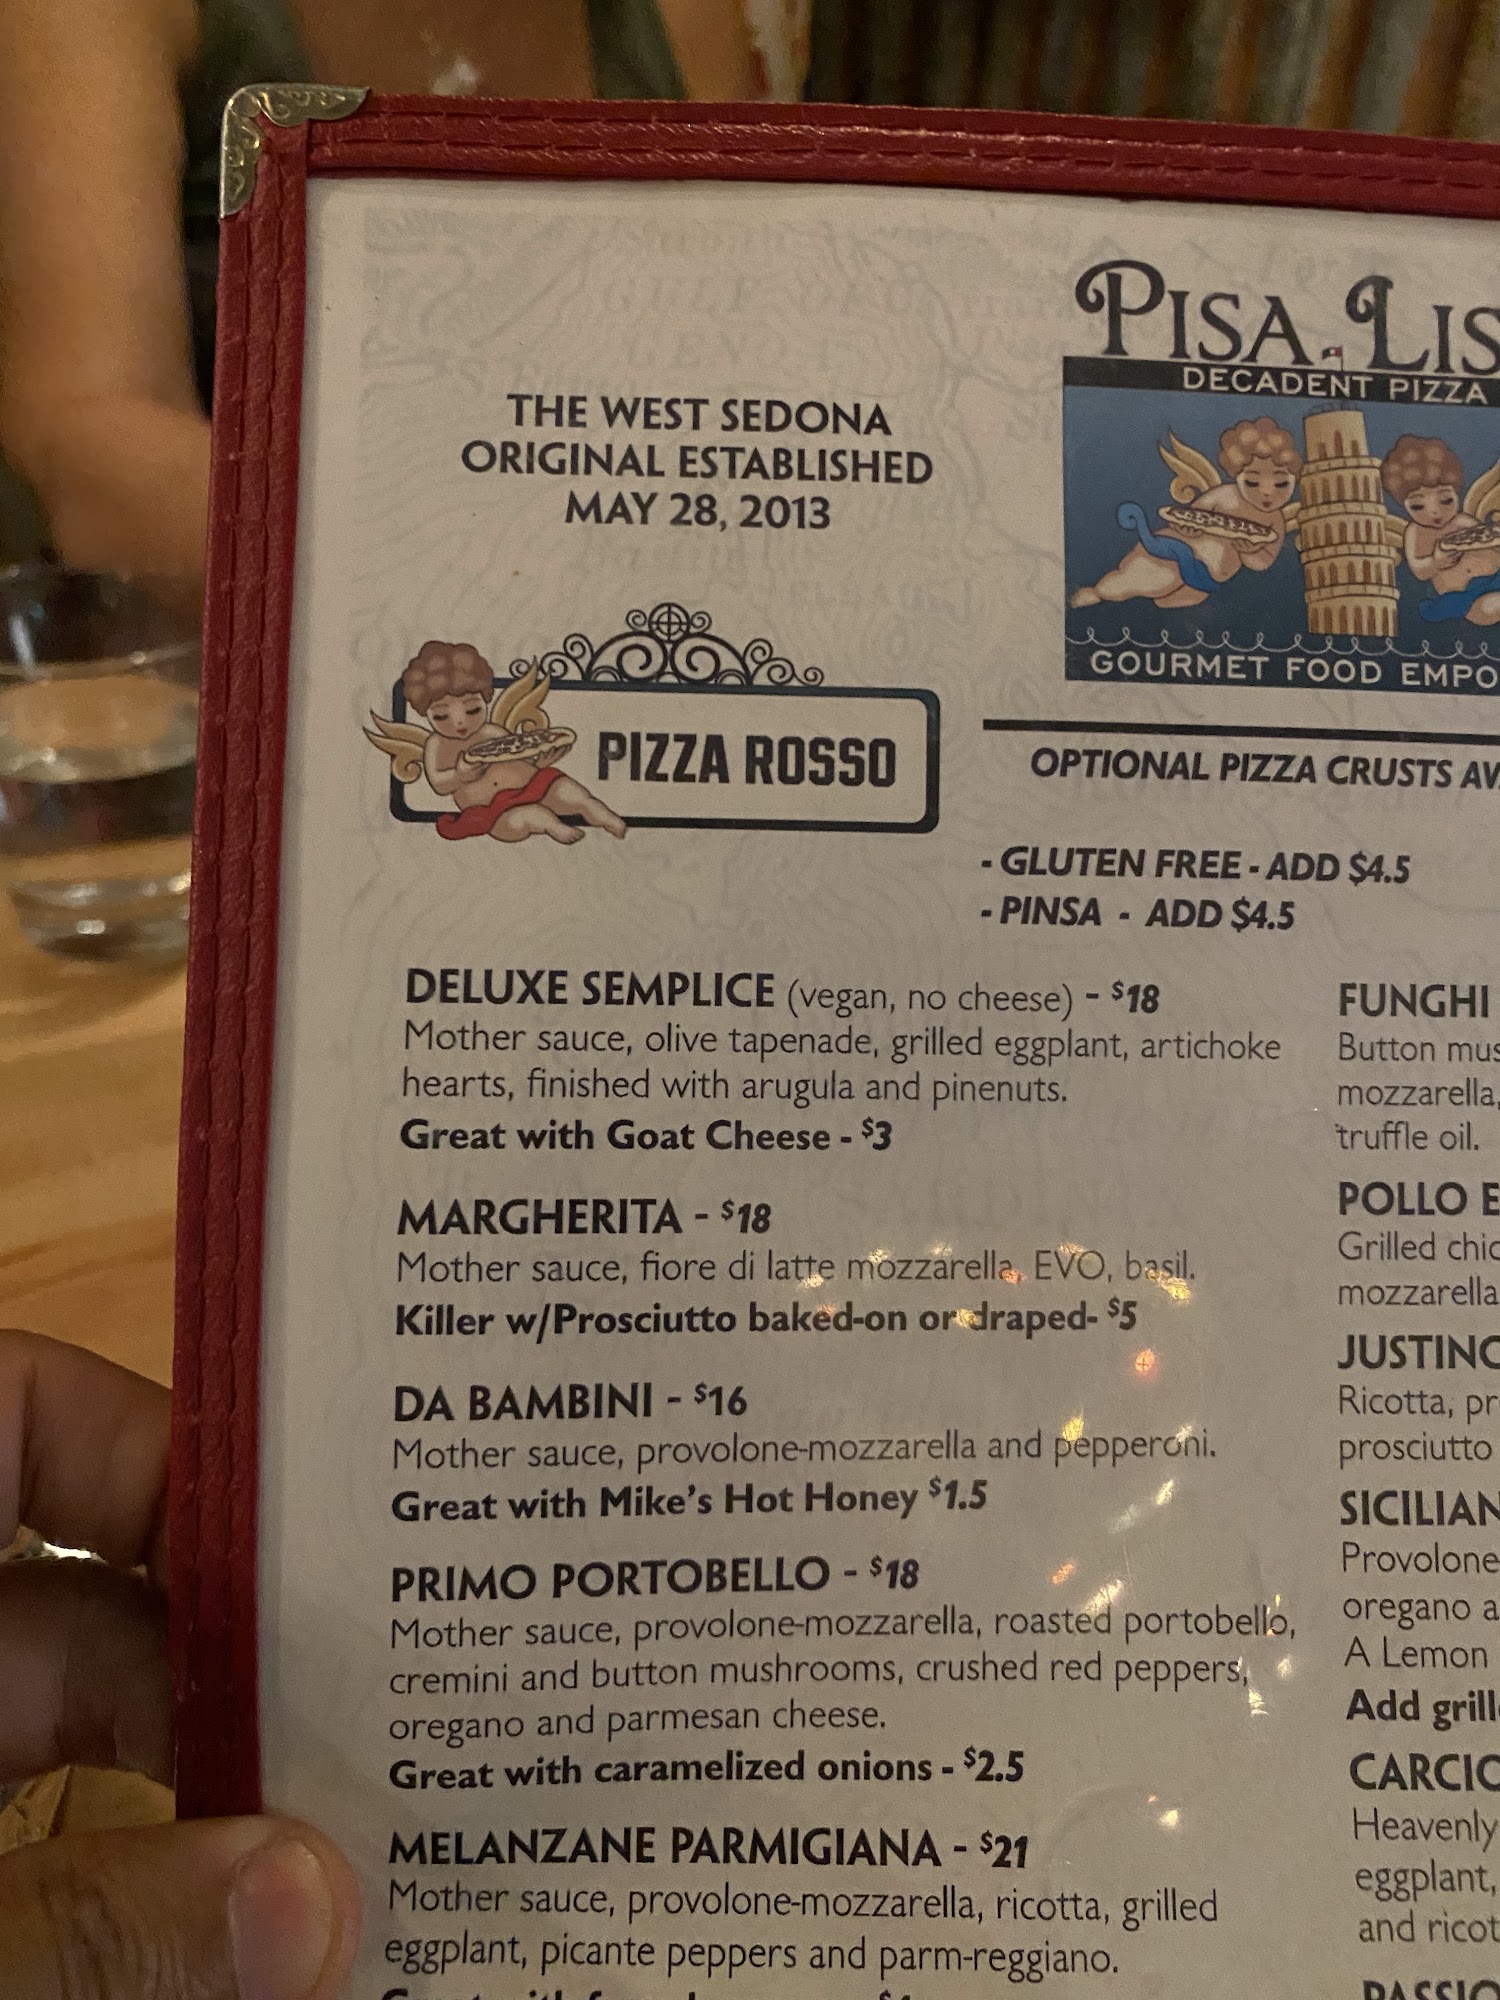 THE WEST SEDONA
ORIGINAL ESTABLISHED
MAY 28, 2013
PISA LIS
DECADENT PIZZA
GOURMET FOOD EMPO
PIZZA ROSSO
OPTIONAL PIZZA CRUSTS
- GLUTEN FREE - ADD $4.5
- PINSA - ADD $4.5
DELUXE SEMPLICE (vegan, no cheese) - $18
Mother sauce, olive tapenade, grilled eggplant, artichoke
hearts, finished with arugula and pinenuts.
Great with Goat Cheese - $3
MARGHERITA - $18
Mother sauce, fiore di latte mozzarella, EVO, basil.
Killer w/Prosciutto baked-on or draped- $5
DA BAMBINI - $16
Mother sauce, provolone-mozzarella and pepperoni.
Great with Mike's Hot Honey $1.5
PRIMO PORTOBELLO - $18
Mother sauce, provolone-mozzarella, roasted portobello,
cremini and button mushrooms, crushed red peppers,
oregano and parmesan cheese.
Great with caramelized onions - $2.5
MELANZANE PARMIGIANA - $21
Mother sauce, provolone-mozzarella, ricotta, grilled
eggplant, picante peppers and parm-reggiano.
FUNGHI
Button mus
mozzarella,
truffle oil.
POLLO E
Grilled chic
mozzarella
JUSTINO
Ricotta, pr
prosciutto
SICILIAN
Provolone
oregano a
A Lemon
Add grill
CARCIO
Heavenly
eggplant,
and ricot